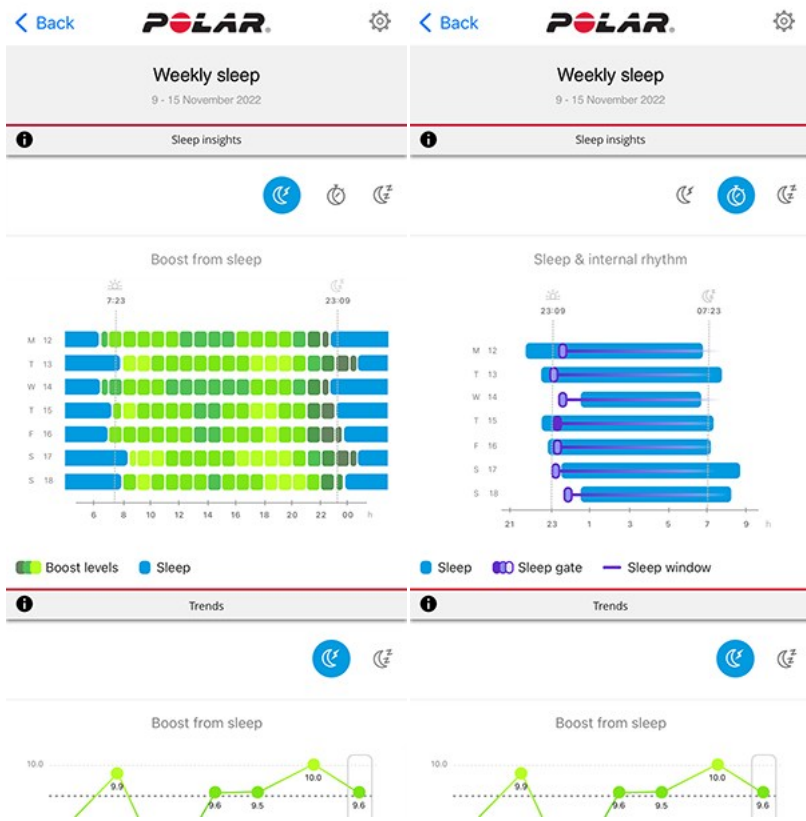 Back
POLAR.
Weekly sleep
9 - 15 November 2022
Sleep insights
Boost from sleep
7:23 23:09
M 12
T 13
W 14
T 15
F 16
S 17
S 18
6 8 10 12 14 16 18 20 22 00 h
Boost levels Sleep
Trends
Boost from sleep
10.0
9.9 9.6 9.5 10.0 9.6
Back
POLAR.
Weekly sleep
9 - 15 November 2022
Sleep insights
Sleep & internal rhythm
23:09 07:23
M 12
T 13
W 14
T 15
F 16
S 17
S 18
21 23 1 3 5 7 9 h
Sleep Sleep gate Sleep window
Trends
Boost from sleep
10.0
9.9 9.6 9.5 10.0 9.6